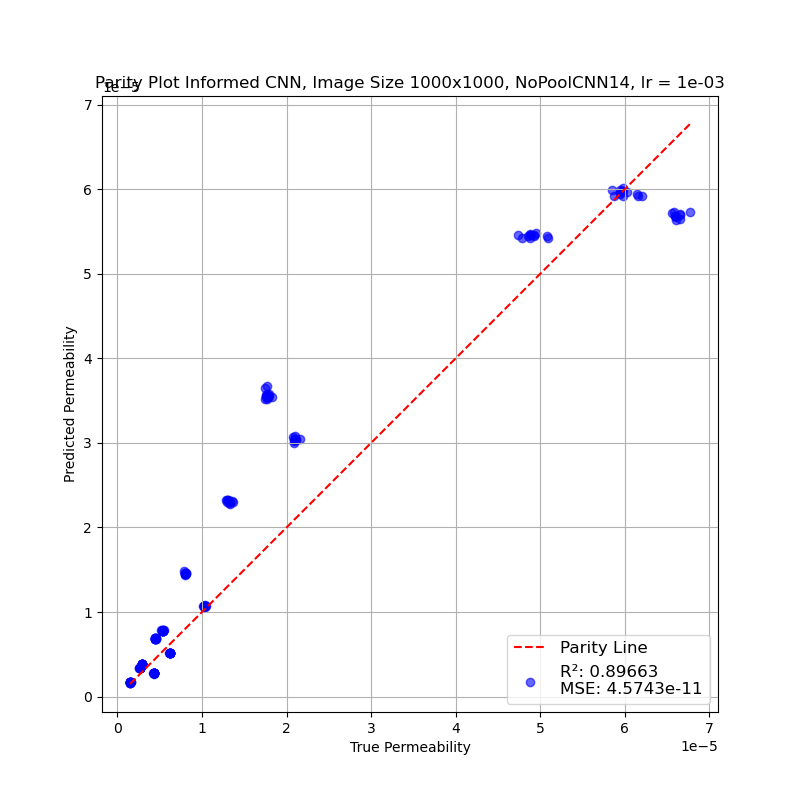 Parity Plot Informed CNN, Image Size 1000x1000, NoPoolCNN14, lr = 1e-03
1e−5
7
6
5
4
3
2
1
0
Predicted Permeability
Parity Line
R²: 0.89663
MSE: 4.5743e-11
0 1 2 3 4 5 6 7
True Permeability
1e−5